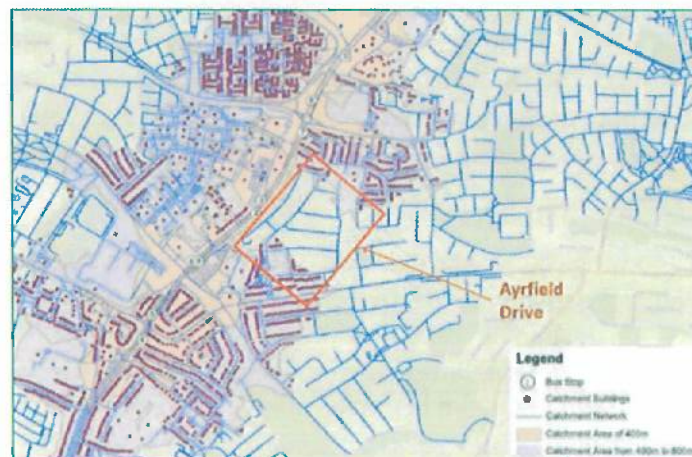 Ayrfield
Drive
Legend
Bus Stop
Catchment Buildings
Catchment Network
Catchment Area of 400m
Catchment Area from 400m to 800m